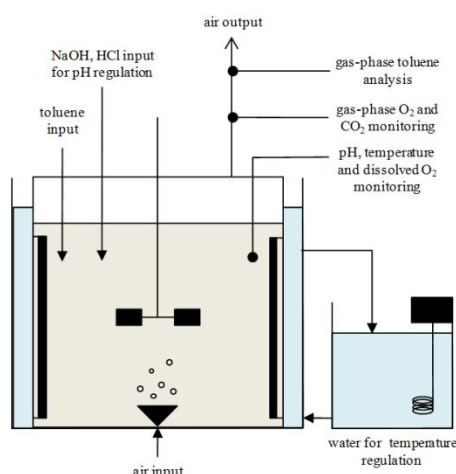 air output
NaOH, HCl input
for pH regulation
toluene
input
gas-phase toluene
analysis
gas-phase O₂ and
CO₂ monitoring
pH, temperature
and dissolved O₂
monitoring
water for temperature
regulation
air input